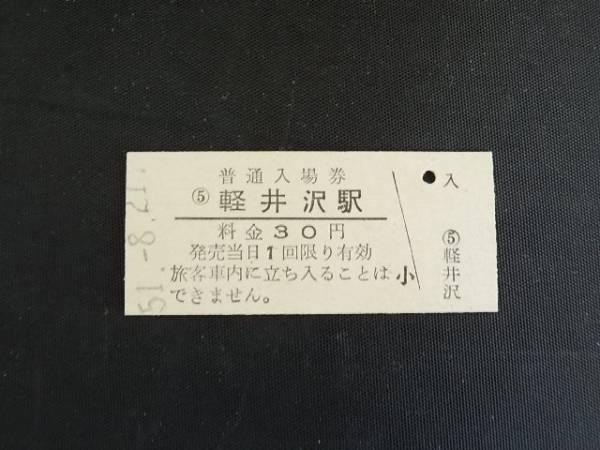 普通入場券
⑤ 軽井沢駅
料金30円
発売当日1回限り有効
旅客車内に立ち入ることは
できません。
小
入
⑤軽井沢
51.-8.21.